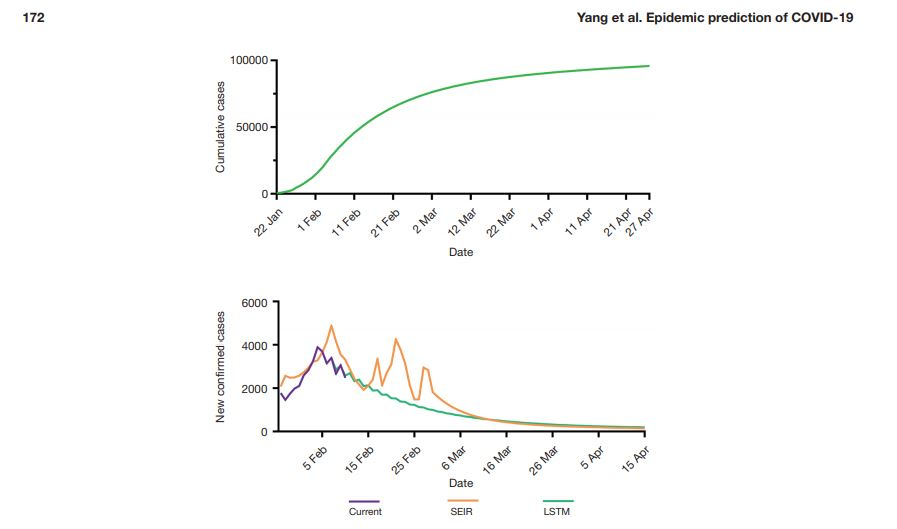 172
Yang et al. Epidemic prediction of COVID-19
100000
50000
0
Cumulative cases
22 Jan
1 Feb
11 Feb
21 Feb
2 Mar
12 Mar
22 Mar
1 Apr
11 Apr
21 Apr
27 Apr
Date
6000
4000
2000
0
New confirmed cases
5 Feb
15 Feb
25 Feb
6 Mar
16 Mar
26 Mar
5 Apr
15 Apr
Date
Current
SEIR
LSTM